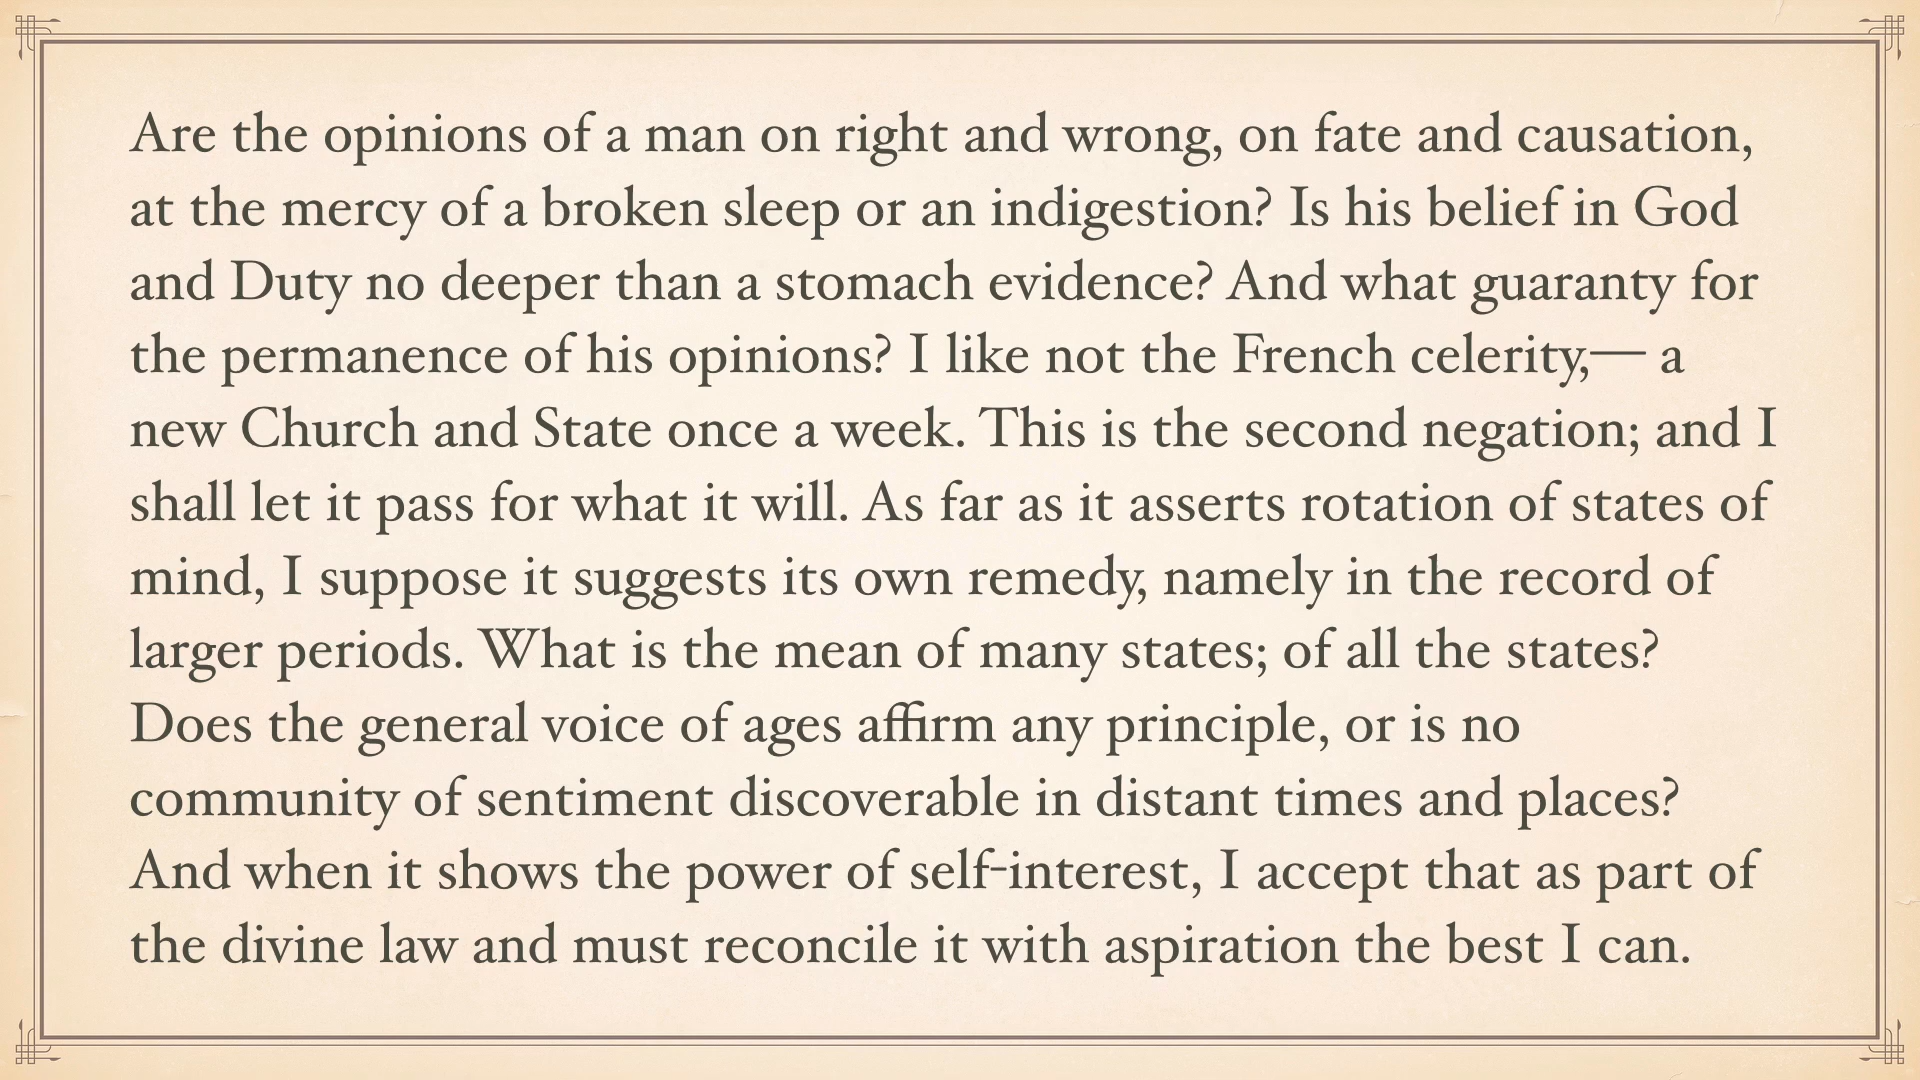 Are the opinions of a man on right and wrong, on fate and causation,
at the mercy of a broken sleep or an indigestion? Is his belief in God
and Duty no deeper than a stomach evidence? And what guaranty for
the permanence of his opinions? I like not the French celerity,— a
new Church and State once a week. This is the second negation; and I
shall let it pass for what it will. As far as it asserts rotation of states of
mind, I suppose it suggests its own remedy, namely in the record of
larger periods. What is the mean of many states; of all the states?
Does the general voice of ages affirm any principle, or is no
community of sentiment discoverable in distant times and places?
And when it shows the power of self-interest, I accept that as part of
the divine law and must reconcile it with aspiration the best I can.